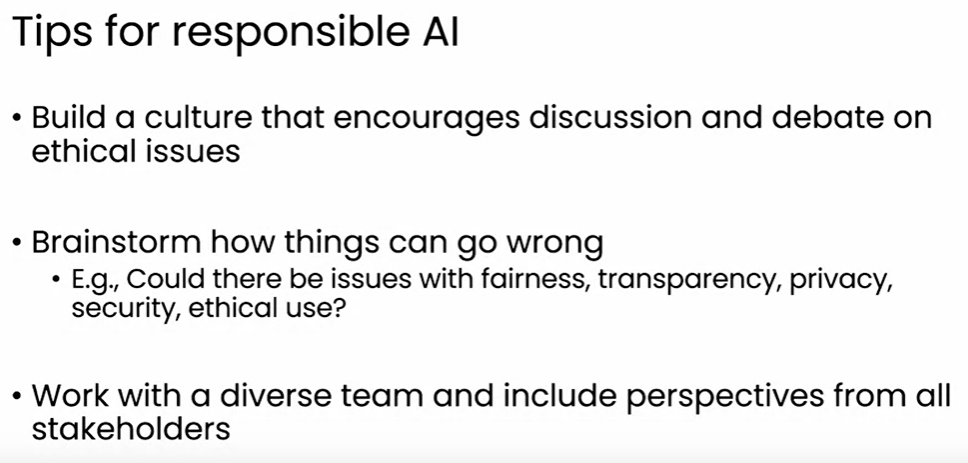 Tips for responsible AI
• Build a culture that encourages discussion and debate on
ethical issues
• Brainstorm how things can go wrong
• E.g., Could there be issues with fairness, transparency, privacy,
security, ethical use?
• Work with a diverse team and include perspectives from all
stakeholders